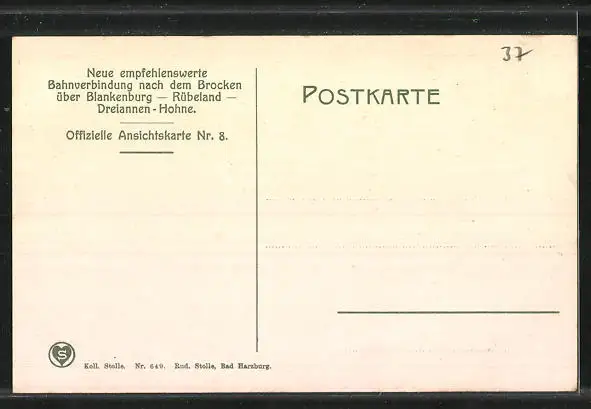 37
Neue empfehlenswerte
Bahnverbindung nach dem Brocken
über Blankenburg — Rübeland —
Dreiannen-Hohne.
Offizielle Ansichtskarte Nr. 8.
POSTKARTE
S
Koll. Stolle. Nr. 649. Rud. Stolle, Bad Harzburg.